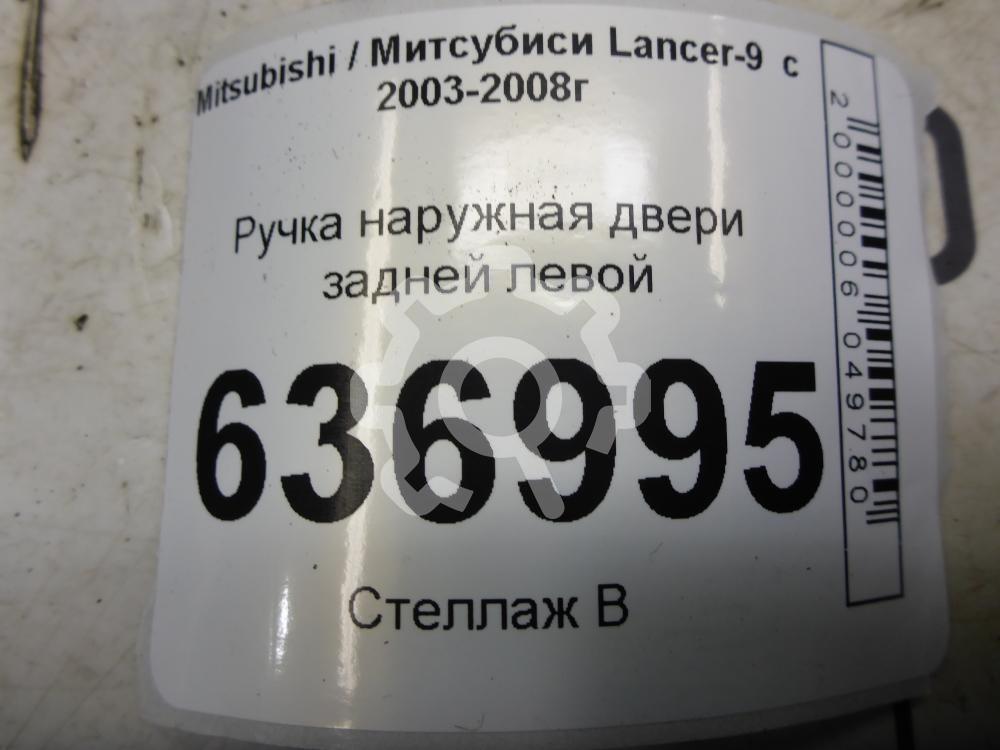 Mitsubishi / Митсубиси Lancer-9 с
2003-2008г
Ручка наружная двери
задней левой
636995
Стеллаж В
2000006049780